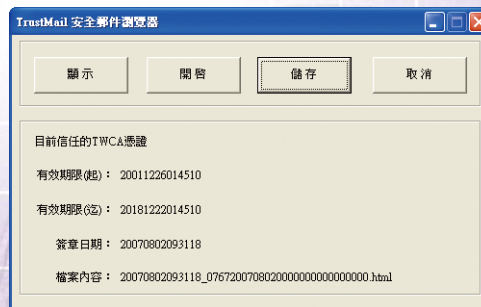 TrustMail 安全郵件瀏覽器
顯示 開啓 儲存 取消
目前信任的TWCA憑證
有效期限(起)： 20011226014510
有效期限(迄)： 20181222014510
簽章日期： 20070802093118
檔案內容： 20070802093118_0767200708020000000000000000.html